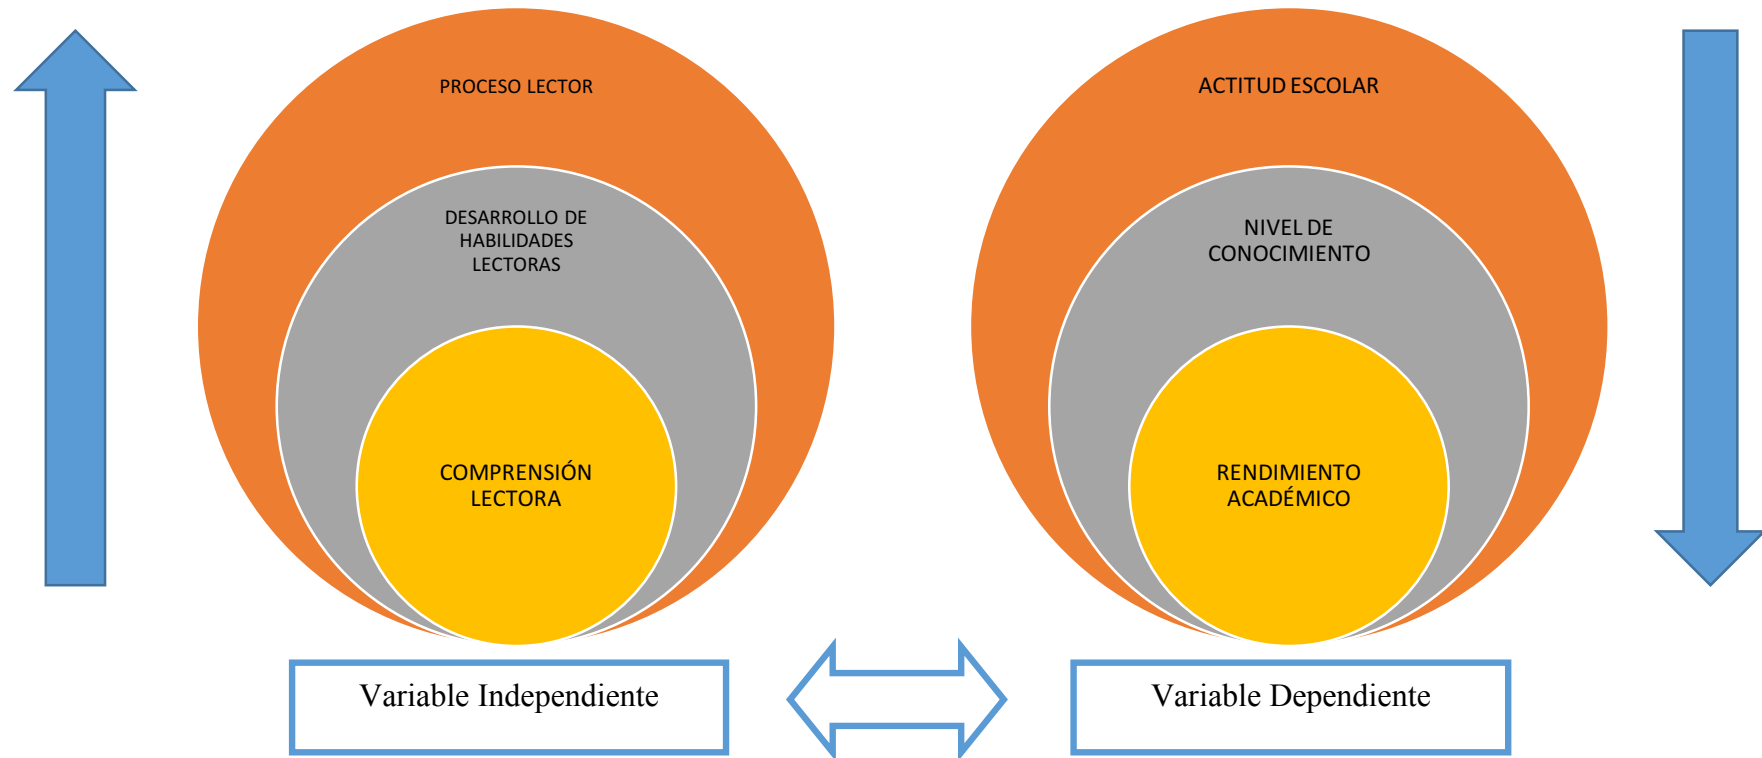 PROCESO LECTOR
DESARROLLO DE
HABILIDADES
LECTORAS
COMPRENSIÓN
LECTORA
Variable Independiente
ACTITUD ESCOLAR
NIVEL DE
CONOCIMIENTO
RENDIMIENTO
ACADÉMICO
Variable Dependiente